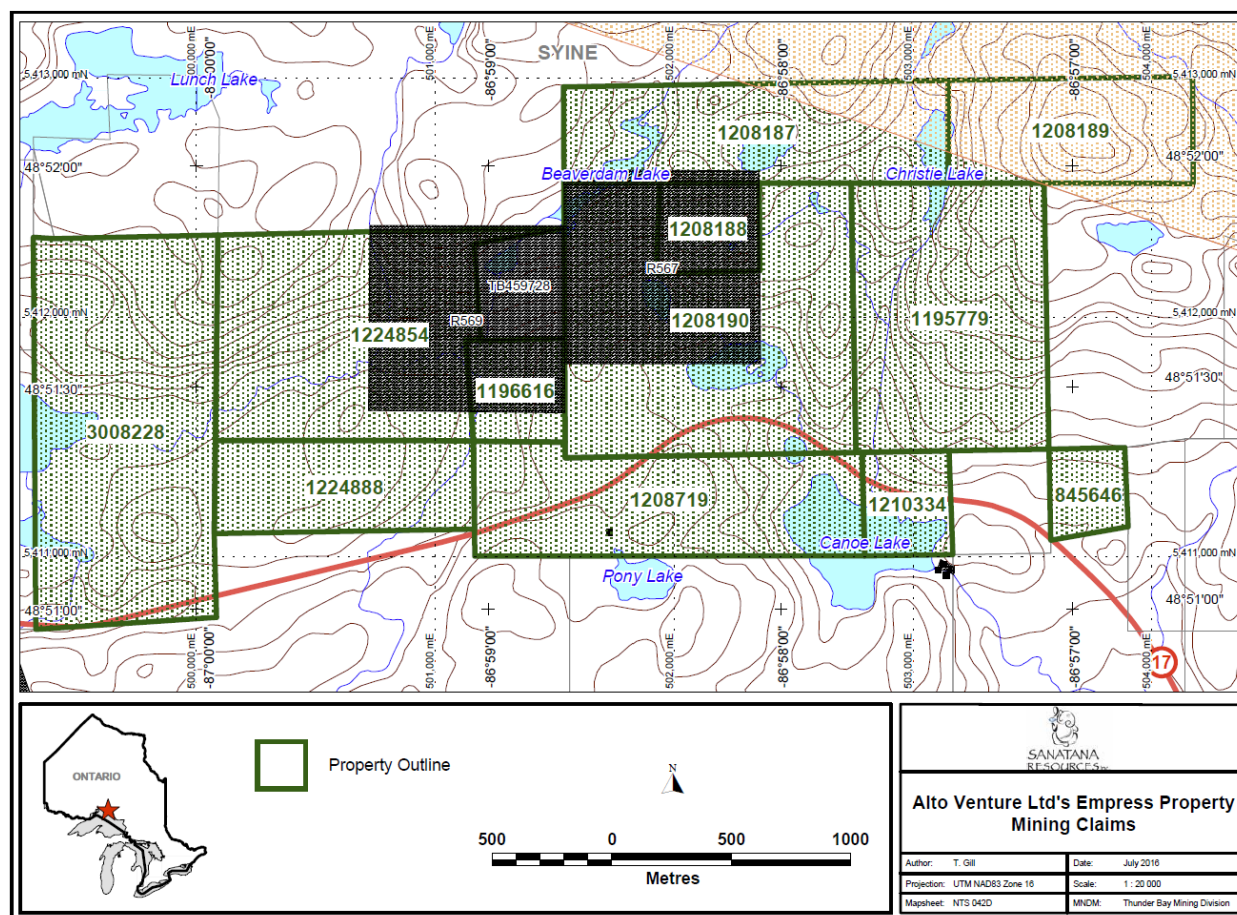 SYINE
Lunch Lake
5,413,000 mN
5,413,000 mN
-87°00'00"
500,000 mE
501,000 mE
-86°59'00"
502,000 mE
-86°58'00"
503,000 mE
-86°57'00"
504,000 mE
1208187
1208189
48°52'00"
48°52'00"
Beaverdam Lake
Christie Lake
1208188
R567
TB459728
5,412,000 mN
5,412,000 mN
R569
1224854
1208190
1195779
48°51'30"
48°51'30"
1196616
3008228
1224888
1208719
1210334
845646
Canoe Lake
5,411,000 mN
5,411,000 mN
Pony Lake
48°51'00"
48°51'00"
500,000 mE
-87°00'00"
501,000 mE
-86°59'00"
502,000 mE
-86°58'00"
503,000 mE
-86°57'00"
504,000 mE
17
ONTARIO
Property Outline
N
500 0 500 1000
Metres
SANATANA
RESOURCES INC
Alto Venture Ltd's Empress Property
Mining Claims
Author: T. Gill Date: July 2016
Projection: UTM NAD83 Zone 16 Scale: 1 : 20 000
Mapsheet: NTS 042D MNDM: Thunder Bay Mining Division